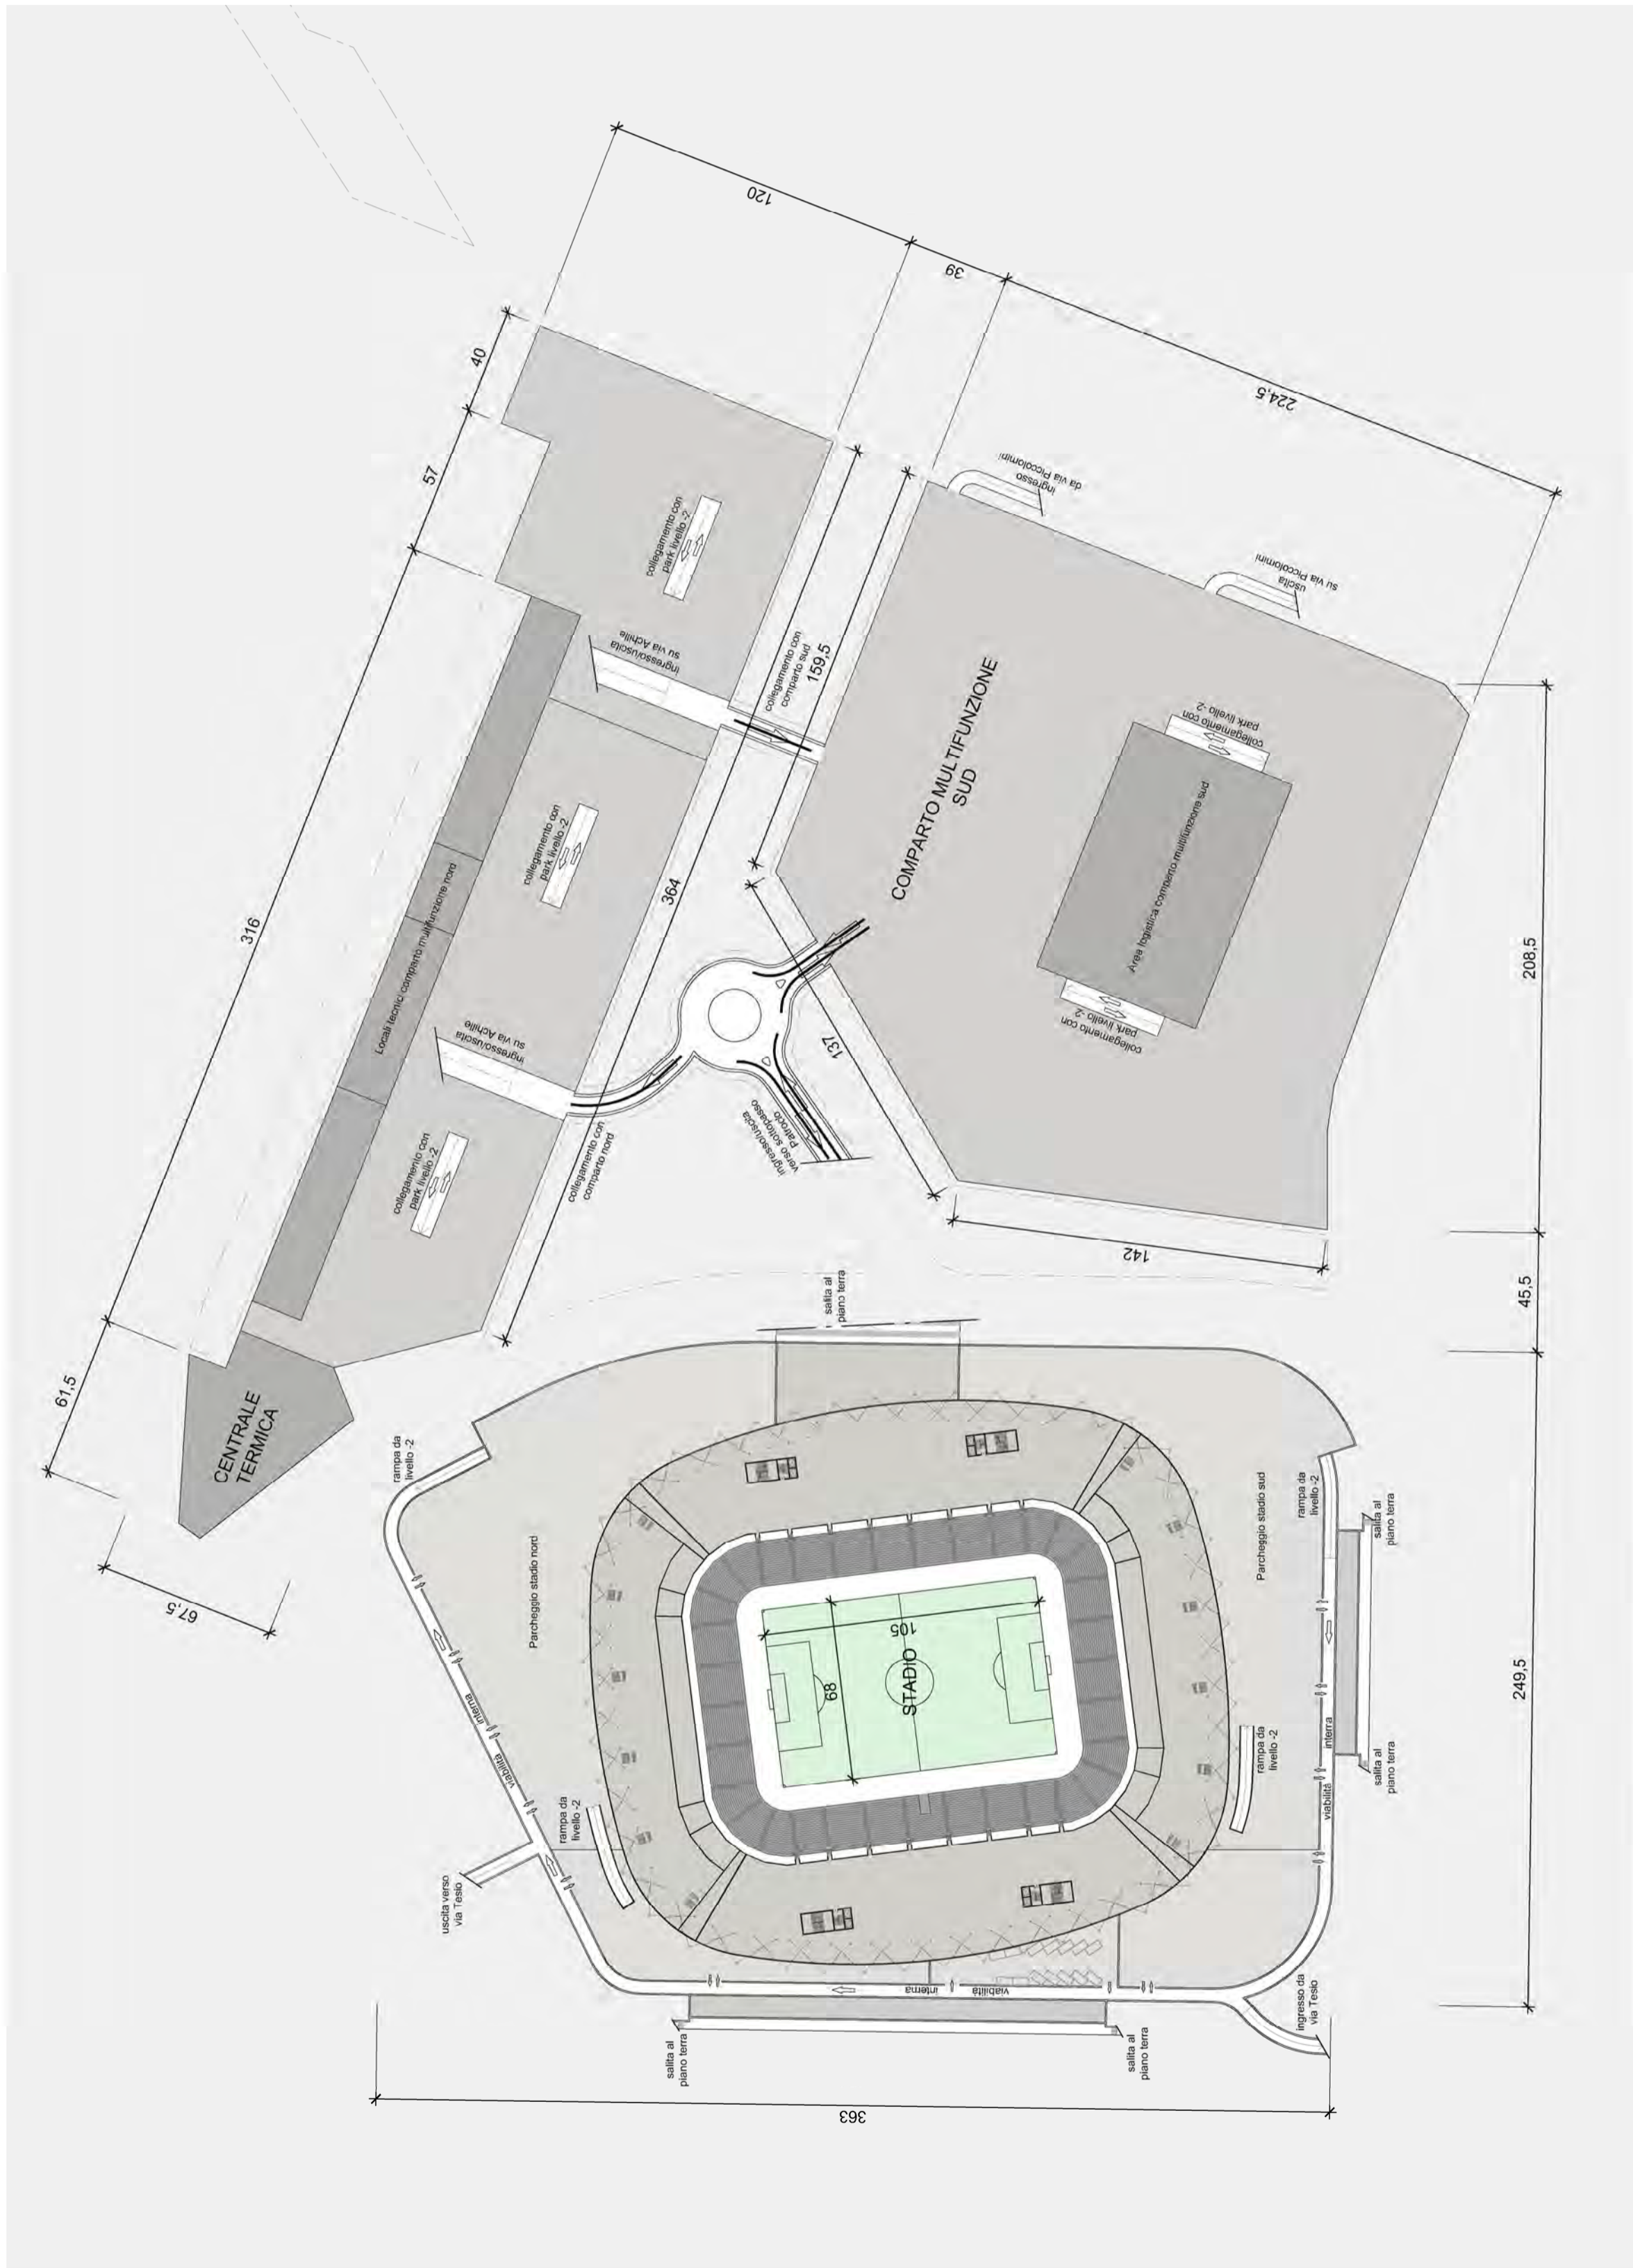 120
39
224,5
40
57
316
61,5
67,5
collegamento con
park livello -2
ingresso
da via Piccolomini
uscita
su via Piccolomini
ingresso/uscita
su via Achille
collegamento con
comparto sud
159,5
364
COMPARTO MULTIFUNZIONE
SUD
collegamento con
park livello -2
Area logistica comparto multifunzione sud
collegamento con
park livello -2
collegamento con
park livello -2
Locali tecnici comparto multifunzione nord
ingresso/uscita
su via Achille
collegamento con
park livello -2
collegamento con
comparto nord
ingresso/uscita
verso sottopasso
Patroclo
137
142
208,5
45,5
249,5
CENTRALE
TERMICA
salita al
piano terra
rampa da
livello -2
Parcheggio stadio nord
Parcheggio stadio sud
rampa da
livello -2
salita al
piano terra
105
68
STADIO
viabilità
interna
rampa da
livello -2
rampa da
livello -2
viabilità
interna
salita al
piano terra
uscita verso
via Tesio
interna
viabilità
ingresso da
via Tesio
salita al
piano terra
salita al
piano terra
363